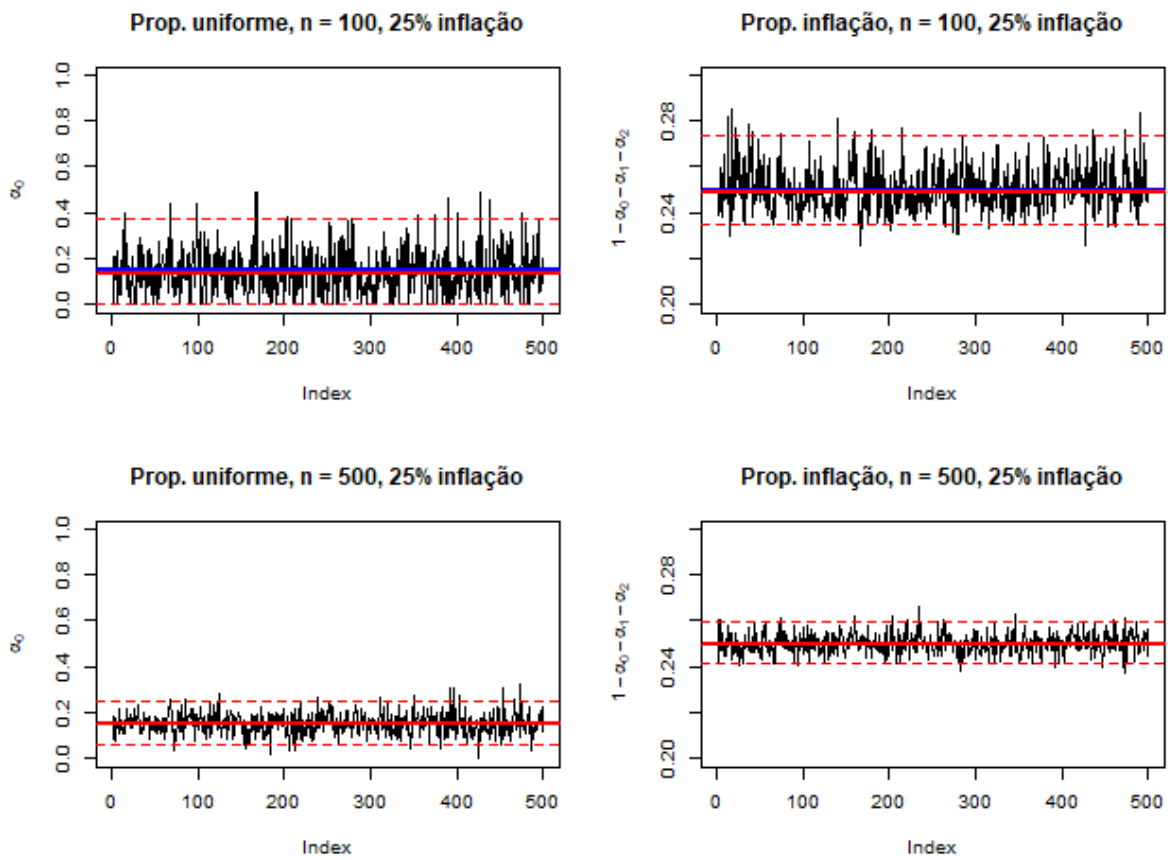 Prop. uniforme, n = 100, 25% inflação
α₀
0.0 0.2 0.4 0.6 0.8 1.0
0 100 200 300 400 500
Index
Prop. inflação, n = 100, 25% inflação
1 − α₀ − α₁ − α₂
0.20 0.24 0.28
0 100 200 300 400 500
Index
Prop. uniforme, n = 500, 25% inflação
α₀
0.0 0.2 0.4 0.6 0.8 1.0
0 100 200 300 400 500
Index
Prop. inflação, n = 500, 25% inflação
1 − α₀ − α₁ − α₂
0.20 0.24 0.28
0 100 200 300 400 500
Index